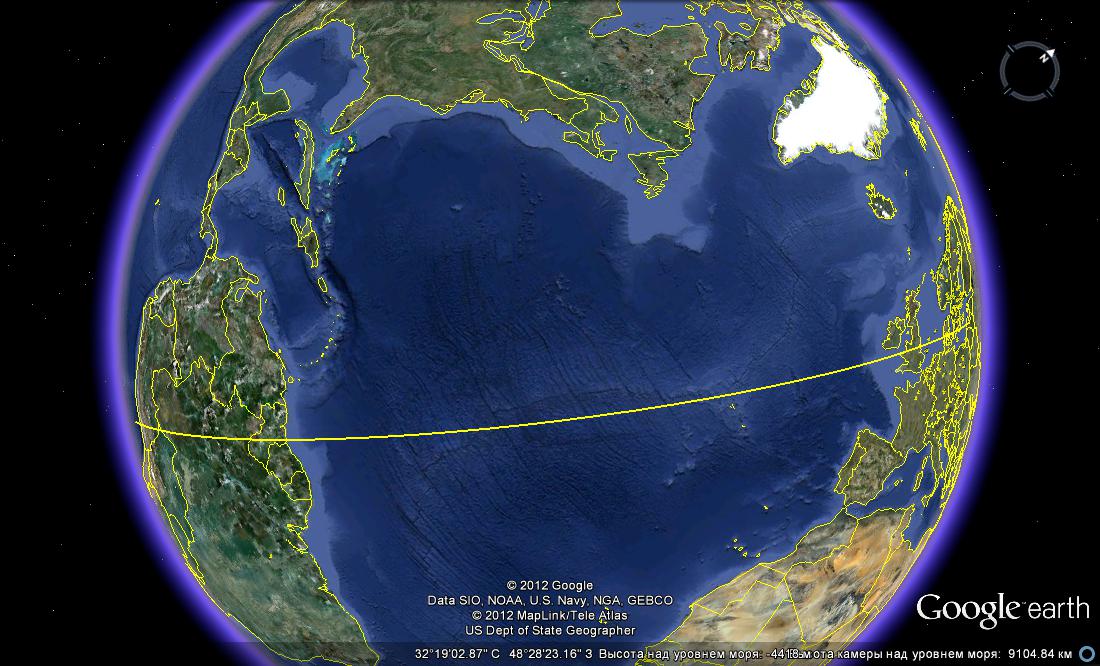 N
© 2012 Google
Data SIO, NOAA, U.S. Navy, NGA, GEBCO
© 2012 MapLink/Tele Atlas
US Dept of State Geographer
Google earth
32°19'02.87" С 48°28'23.16" З Высота над уровнем моря: -4418 камеры над уровнем моря: 9104.84 км